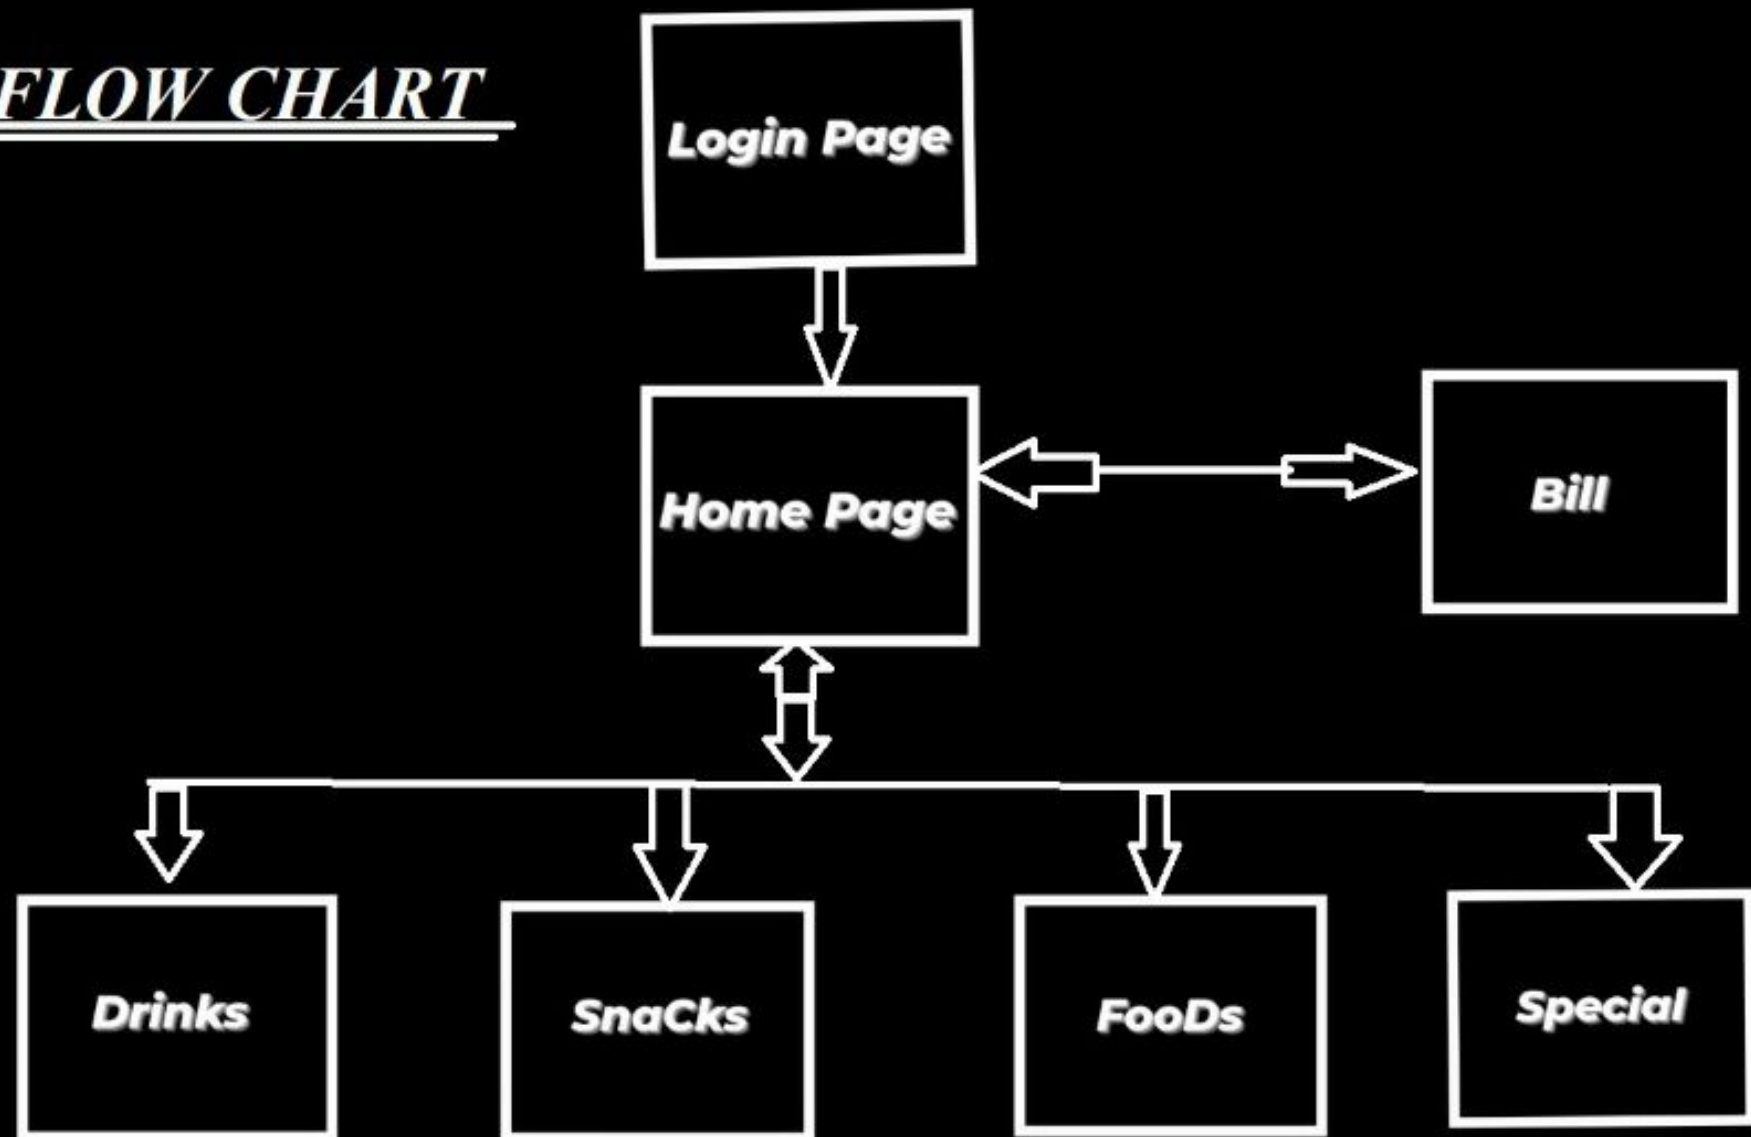 FLOW CHART
Login Page
Home Page
Bill
Drinks
SnaCks
FooDs
Special